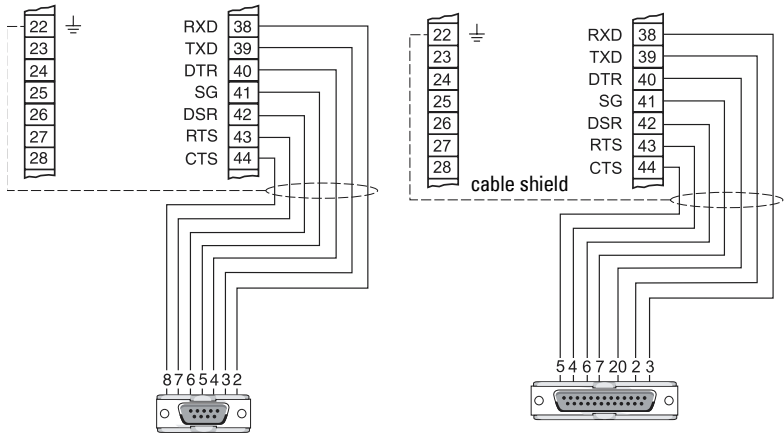 22 RXD 38
23 TXD 39
24 DTR 40
25 SG 41
26 DSR 42
27 RTS 43
28 CTS 44
8 7 6 5 4 3 2
22 RXD 38
23 TXD 39
24 DTR 40
25 SG 41
26 DSR 42
27 RTS 43
28 CTS 44
cable shield
5 4 6 7 20 2 3